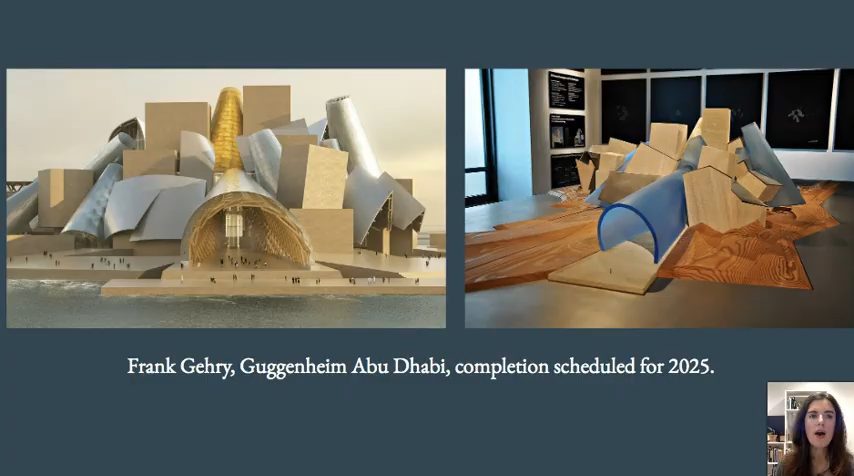 Frank Gehry, Guggenheim Abu Dhabi, completion scheduled for 2025.